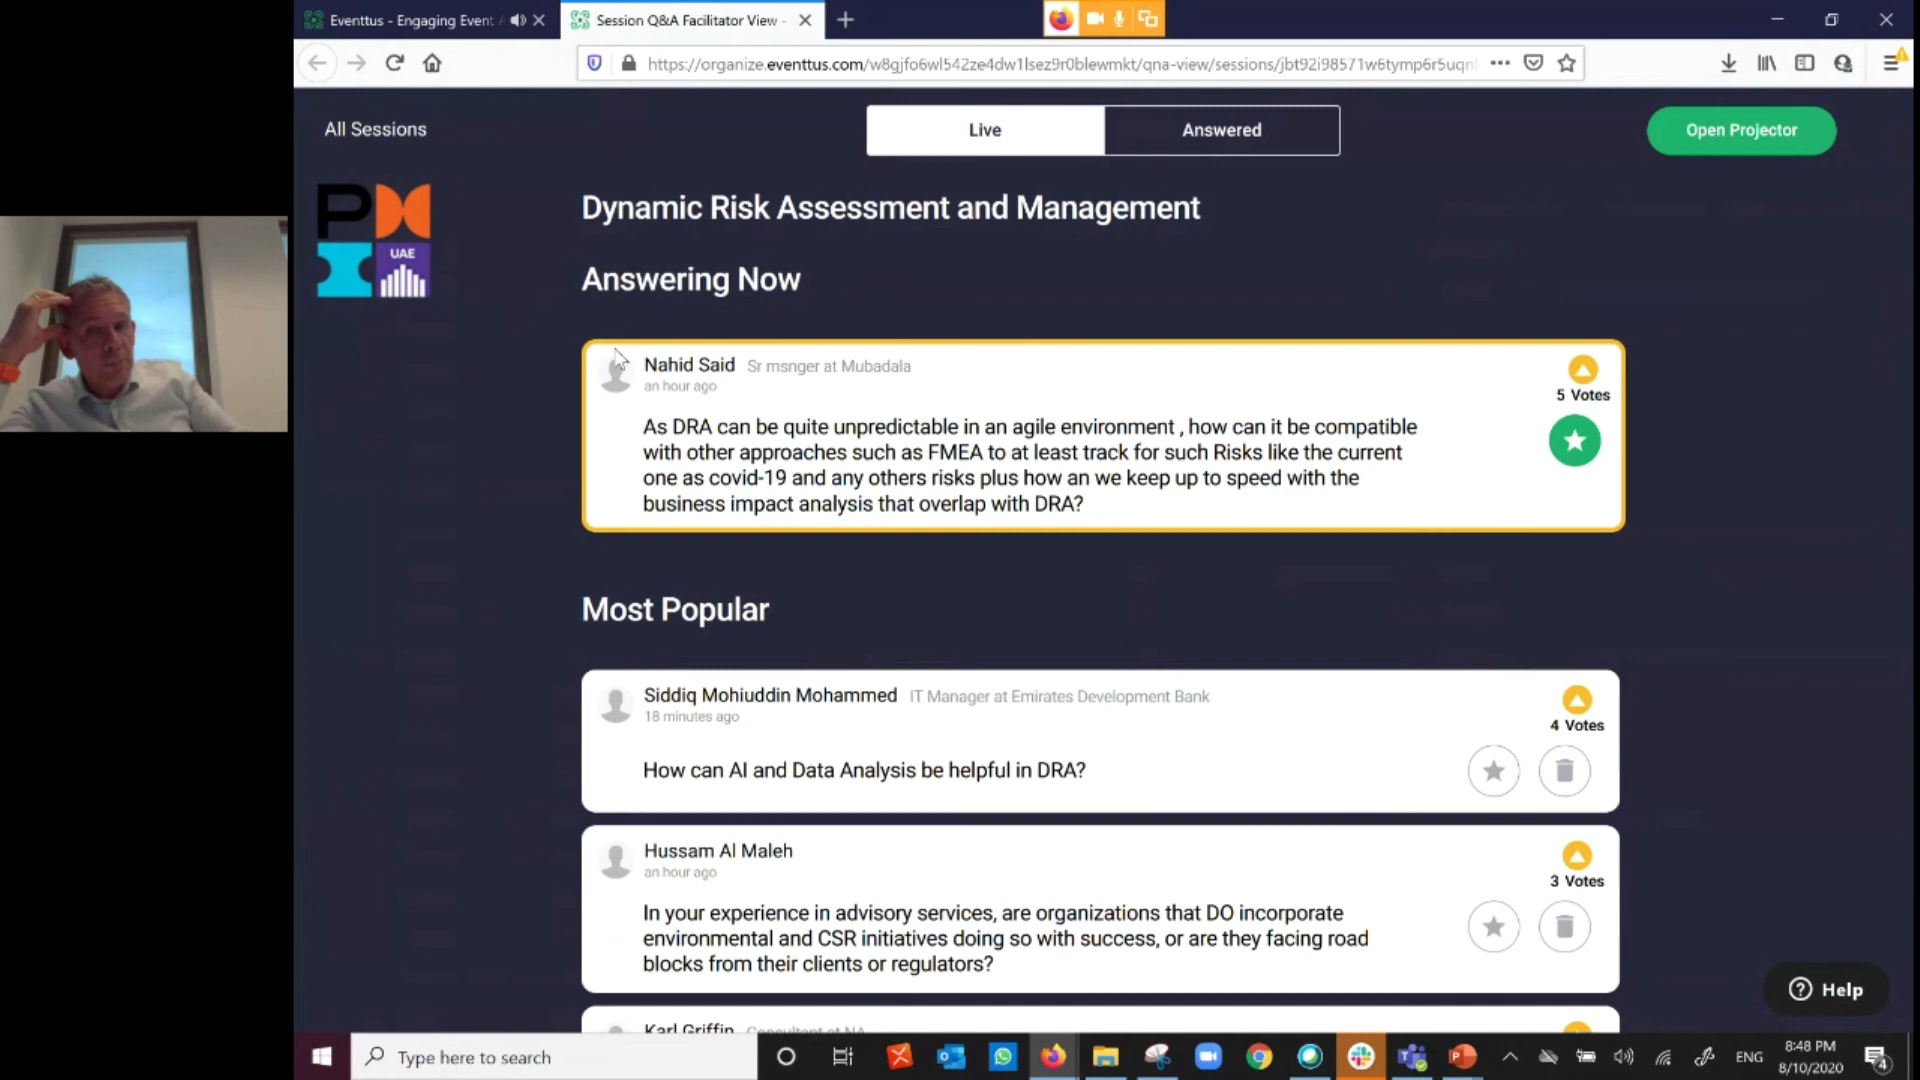 Eventtus - Engaging Event
Session Q&A Facilitator View -
https://organize.eventtus.com/w8gjfo6wl542ze4dw1lsez9r0blewmkt/qna-view/sessions/jbt92i98571w6tymp6r5uqn
All Sessions
Live
Answered
Open Projector
P
UAE
Dynamic Risk Assessment and Management
Answering Now
Nahid Said Sr msnger at Mubadala
an hour ago
5 Votes
As DRA can be quite unpredictable in an agile environment , how can it be compatible
with other approaches such as FMEA to at least track for such Risks like the current
one as covid-19 and any others risks plus how an we keep up to speed with the
business impact analysis that overlap with DRA?
Most Popular
Siddiq Mohiuddin Mohammed IT Manager at Emirates Development Bank
18 minutes ago
4 Votes
How can AI and Data Analysis be helpful in DRA?
Hussam Al Maleh
an hour ago
3 Votes
In your experience in advisory services, are organizations that DO incorporate
environmental and CSR initiatives doing so with success, or are they facing road
blocks from their clients or regulators?
Help
Karl Griffin Consultant at NA
Type here to search
ENG
8:48 PM
8/10/2020
4